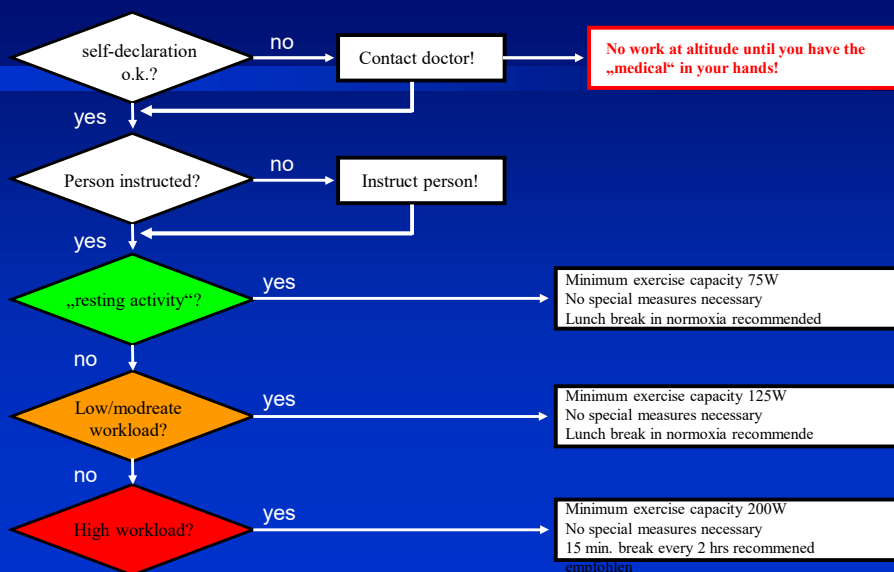 self-declaration
o.k.?
no
Contact doctor!
No work at altitude until you have the
„medical“ in your hands!
yes
Person instructed?
no
Instruct person!
yes
„resting activity“?
yes
Minimum exercise capacity 75W
No special measures necessary
Lunch break in normoxia recommended
no
Low/modreate
workload?
yes
Minimum exercise capacity 125W
No special measures necessary
Lunch break in normoxia recommende
no
High workload?
yes
Minimum exercise capacity 200W
No special measures necessary
15 min. break every 2 hrs recommened
empfohlen